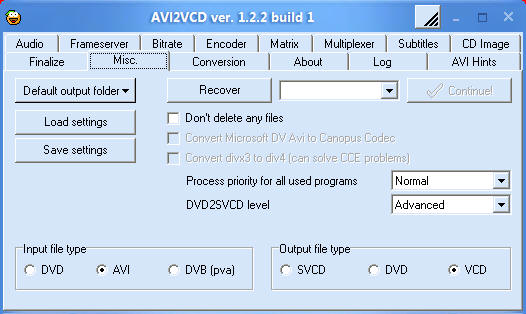 AVI2VCD ver. 1.2.2 build 1
Audio Frameserver Bitrate Encoder Matrix Multiplexer Subtitles CD Image
Finalize Misc. Conversion About Log AVI Hints
Default output folder Recover Continue!
Load settings Don't delete any files
Convert Microsoft DV Avi to Canopus Codec
Save settings Convert divx3 to div4 (can solve CCE problems)
Process priority for all used programs Normal
DVD2SVCD level Advanced
Input file type Output file type
DVD AVI DVB (pva) SVCD DVD VCD